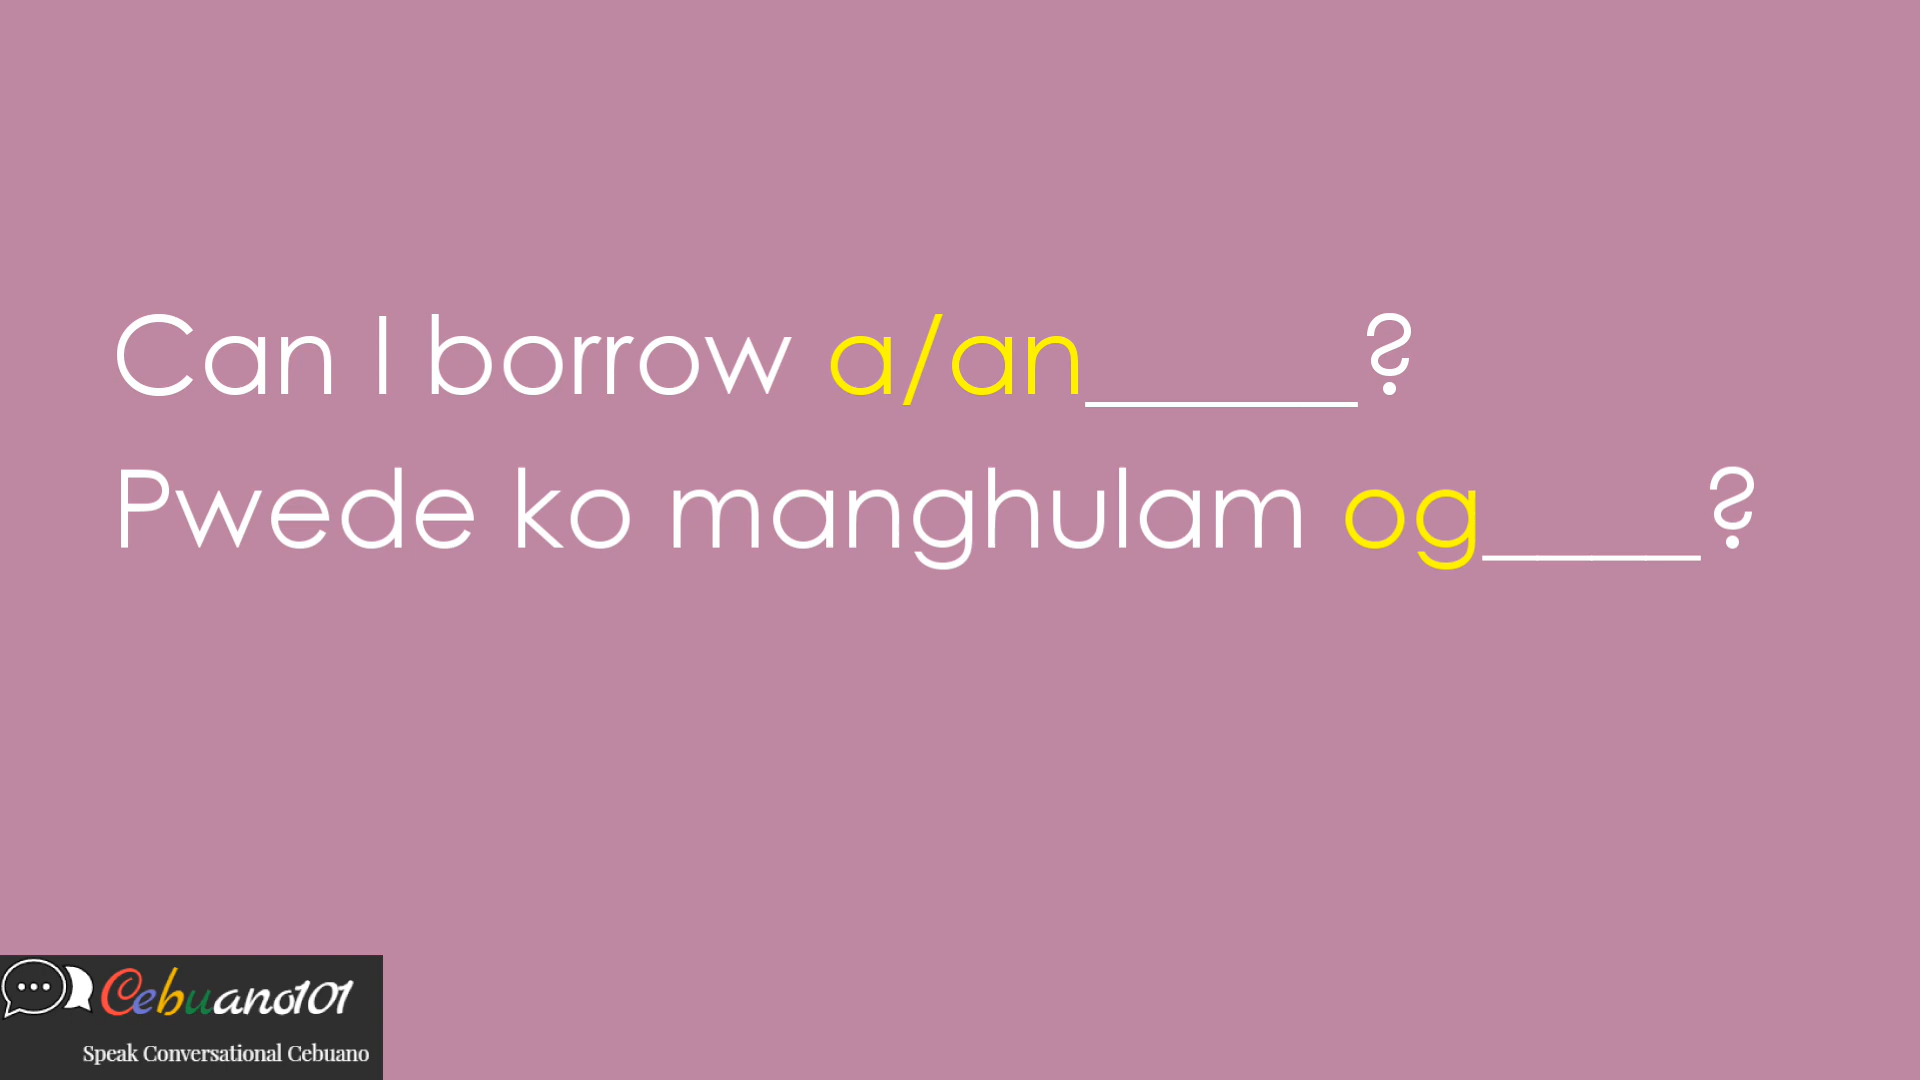 Can I borrow a/an_____?
Pwede ko manghulam og____?
Cebuano101
Speak Conversational Cebuano